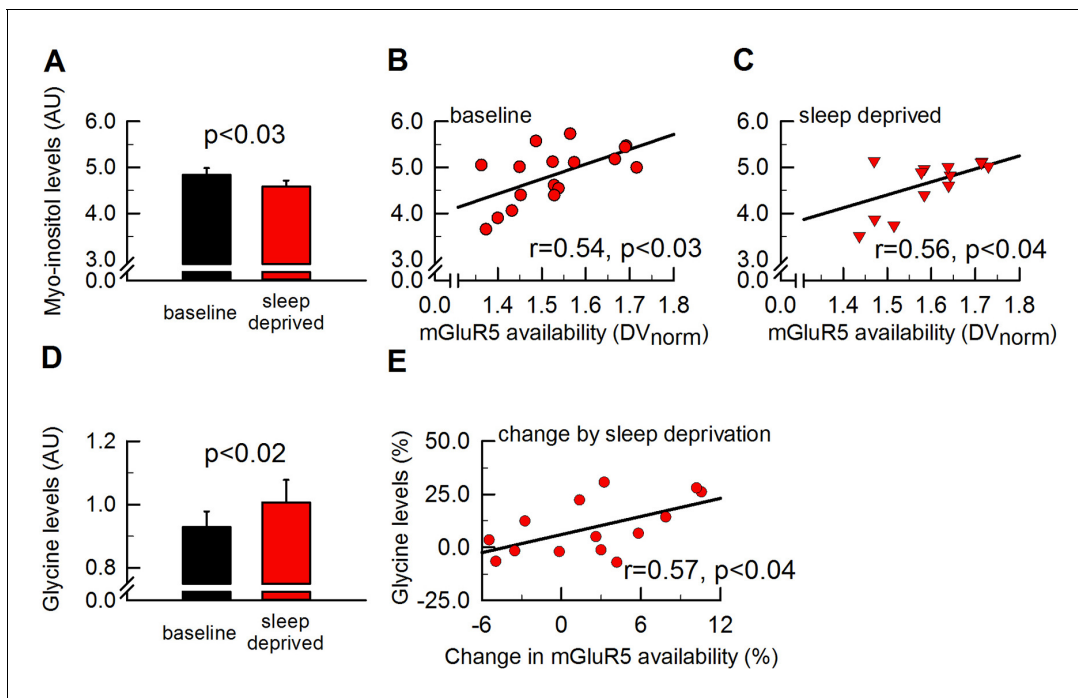 A
Myo-inositol levels (AU)
6.0
5.0
4.0
3.0
0.0
p<0.03
baseline
sleep
deprived
B
baseline
6.0
5.0
4.0
3.0
0.0
r=0.54, p<0.03
0.0 1.4 1.5 1.6 1.7 1.8
mGluR5 availability (DVnorm)
C
sleep deprived
6.0
5.0
4.0
3.0
0.0
r=0.56, p<0.04
0.0 1.4 1.5 1.6 1.7 1.8
mGluR5 availability (DVnorm)
D
Glycine levels (AU)
1.2
1.0
0.8
0.0
p<0.02
baseline
sleep
deprived
E
Glycine levels (%)
change by sleep deprivation
50.0
25.0
0.0
-25.0
r=0.57, p<0.04
-6 0 6 12
Change in mGluR5 availability (%)